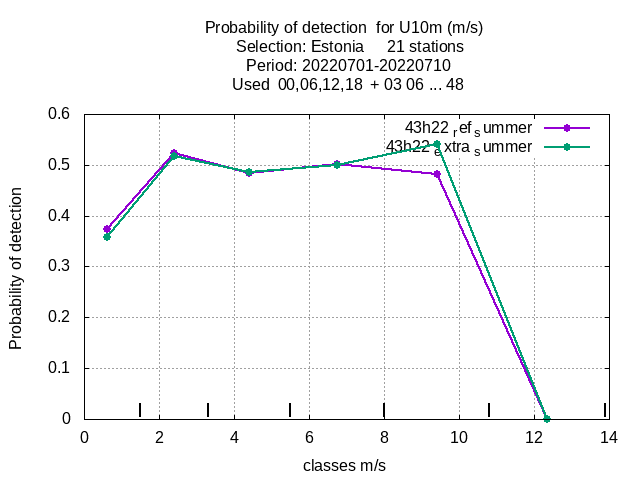 Probability of detection for U10m (m/s)
Selection: Estonia 21 stations
Period: 20220701-20220710
Used 00,06,12,18 + 03 06 ... 48
43h22 ref summer
43h22 extra summer
Probability of detection
0.6
0.5
0.4
0.3
0.2
0.1
0
0 2 4 6 8 10 12 14
classes m/s